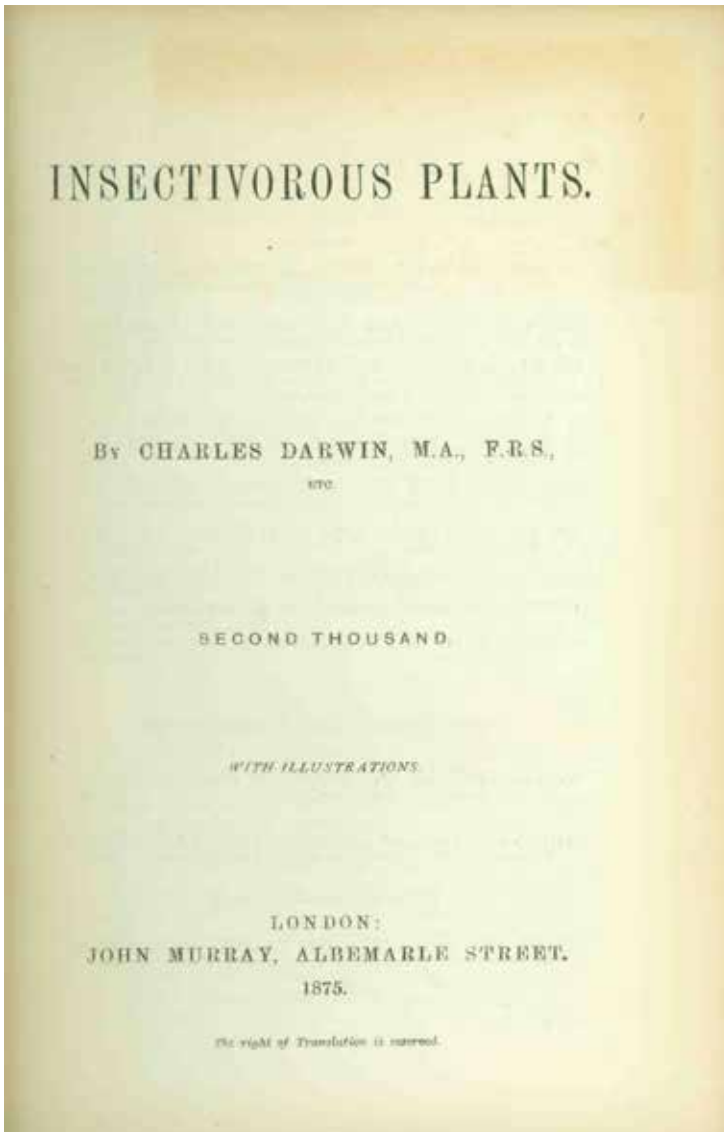 INSECTIVOROUS PLANTS.
By CHARLES DARWIN, M.A., F.R.S.,
ETC.
SECOND THOUSAND.
WITH ILLUSTRATIONS.
LONDON:
JOHN MURRAY, ALBEMARLE STREET.
1875.
The right of Translation is reserved.